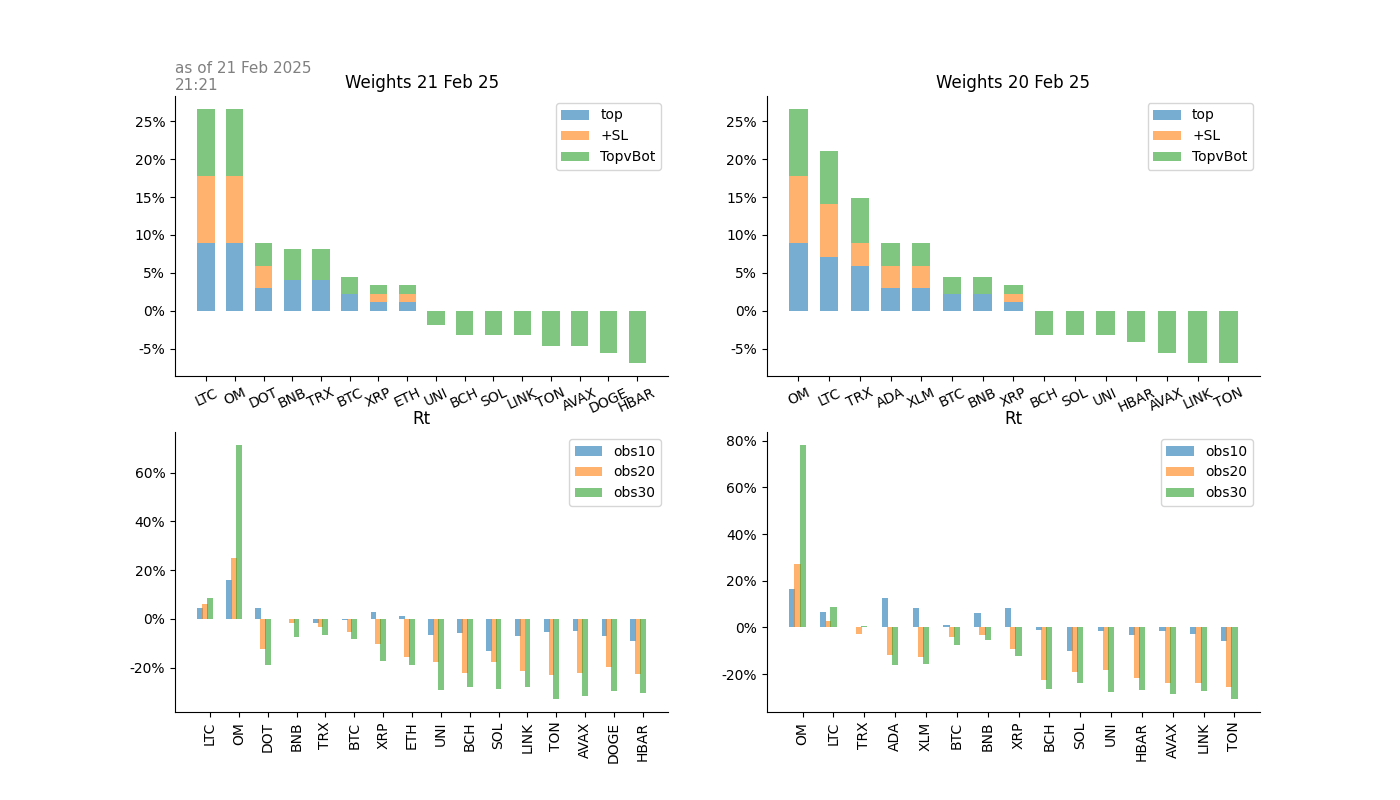 as of 21 Feb 2025
21:21
Weights 21 Feb 25
25%
20%
15%
10%
5%
0%
-5%
top
+SL
TopvBot
LTC OM DOT BNB TRX BTC XRP ETH UNI BCH SOL LINK TON AVAX DOGE HBAR
Weights 20 Feb 25
25%
20%
15%
10%
5%
0%
-5%
top
+SL
TopvBot
OM LTC TRX ADA XLM BTC BNB XRP BCH SOL UNI HBAR AVAX LINK TON
Rt
60%
40%
20%
0%
-20%
obs10
obs20
obs30
LTC OM DOT BNB TRX BTC XRP ETH UNI BCH SOL LINK TON AVAX DOGE HBAR
Rt
80%
60%
40%
20%
0%
-20%
obs10
obs20
obs30
OM LTC TRX ADA XLM BTC BNB XRP BCH SOL UNI HBAR AVAX LINK TON